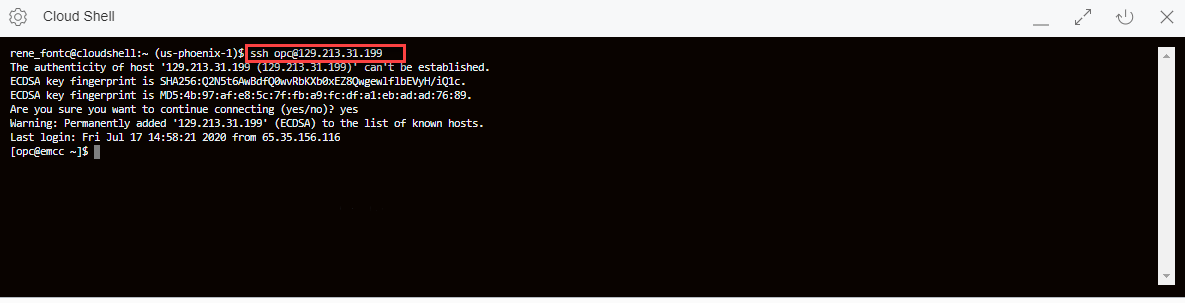 Cloud Shell
rene_fontc@cloudshell:~ (us-phoenix-1)$ ssh opc@129.213.31.199
The authenticity of host '129.213.31.199 (129.213.31.199)' can't be established.
ECDSA key fingerprint is SHA256:Q2N5t6AwBdfQ0wvRbKXb0xEZ8QwgewlflbEVyH/iQ1c.
ECDSA key fingerprint is MD5:4b:97:af:e8:5c:7f:fb:a9:fc:df:a1:eb:ad:ad:76:89.
Are you sure you want to continue connecting (yes/no)? yes
Warning: Permanently added '129.213.31.199' (ECDSA) to the list of known hosts.
Last login: Fri Jul 17 14:58:21 2020 from 65.35.156.116
[opc@emcc ~]$